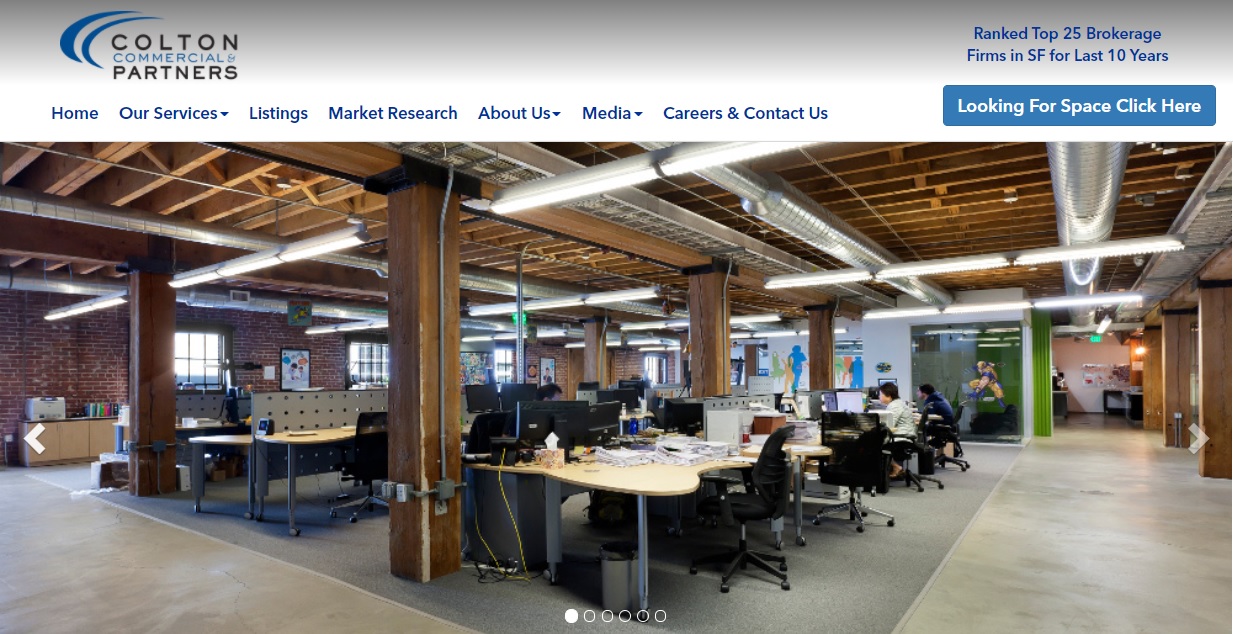 COLTON
COMMERCIAL &
PARTNERS
Ranked Top 25 Brokerage
Firms in SF for Last 10 Years
Home Our Services Listings Market Research About Us Media Careers & Contact Us
Looking For Space Click Here